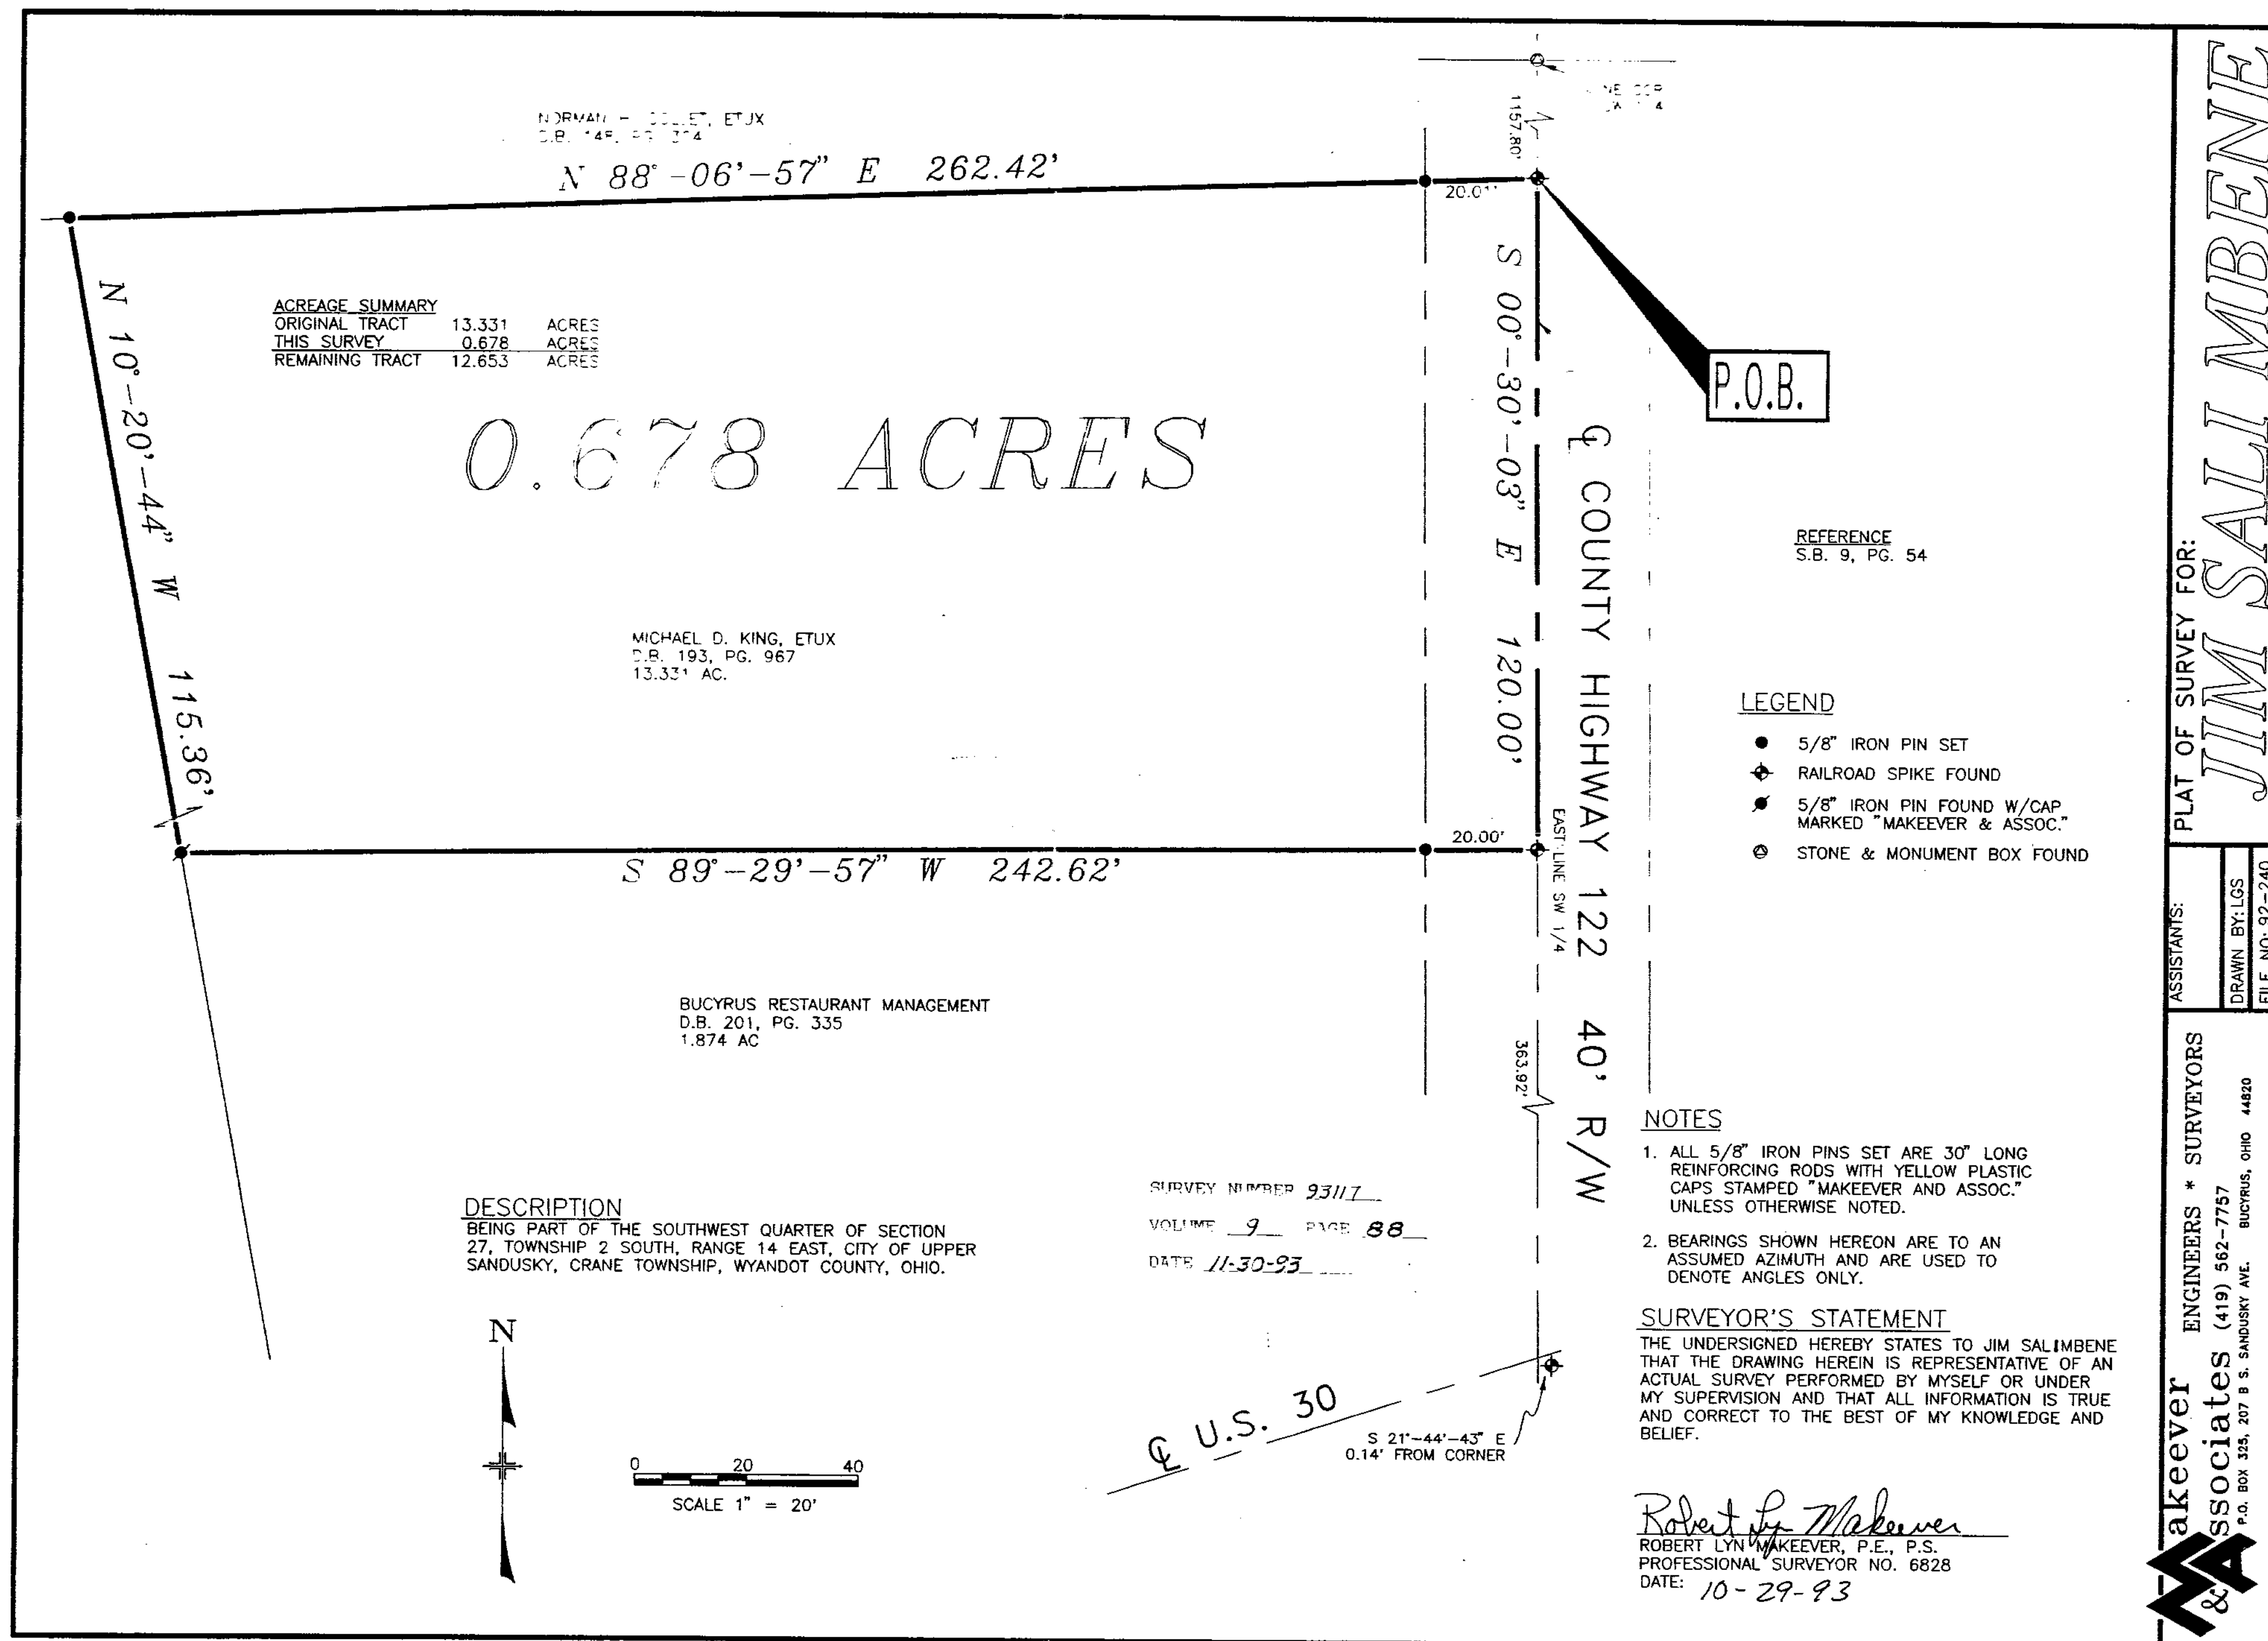 NORMAN
ETUX
N 88°-06'-57" E 262.42'
1157.80'
20.01'
ACREAGE SUMMARY
ORIGINAL TRACT 13.331 ACRES
THIS SURVEY 0.678 ACRES
REMAINING TRACT 12.653 ACRES
N 10°-20'-44" W 115.36'
0.678 ACRES
S 00°-30'-03" E 120.00'
P.O.B.
℄ COUNTY HIGHWAY 122 40' R/W
REFERENCE
S.B. 9, PG. 54
MICHAEL D. KING, ETUX
D.B. 193, PG. 967
13.331 AC.
LEGEND
5/8" IRON PIN SET
RAILROAD SPIKE FOUND
5/8" IRON PIN FOUND W/CAP
MARKED "MAKEEVER & ASSOC."
STONE & MONUMENT BOX FOUND
20.00'
EAST LINE SW 1/4
S 89°-29'-57" W 242.62'
BUCYRUS RESTAURANT MANAGEMENT
D.B. 201, PG. 335
1.874 AC
363.92'
DESCRIPTION
BEING PART OF THE SOUTHWEST QUARTER OF SECTION
27, TOWNSHIP 2 SOUTH, RANGE 14 EAST, CITY OF UPPER
SANDUSKY, CRANE TOWNSHIP, WYANDOT COUNTY, OHIO.
SURVEY NUMBER 93117
VOLUME 9 PAGE 88
DATE 11-30-93
N
0 20 40
SCALE 1" = 20'
℄ U.S. 30
S 21°-44'-43" E
0.14' FROM CORNER
NOTES
1. ALL 5/8" IRON PINS SET ARE 30" LONG
REINFORCING RODS WITH YELLOW PLASTIC
CAPS STAMPED "MAKEEVER AND ASSOC."
UNLESS OTHERWISE NOTED.
2. BEARINGS SHOWN HEREON ARE TO AN
ASSUMED AZIMUTH AND ARE USED TO
DENOTE ANGLES ONLY.
SURVEYOR'S STATEMENT
THE UNDERSIGNED HEREBY STATES TO JIM SALIMBENE
THAT THE DRAWING HEREIN IS REPRESENTATIVE OF AN
ACTUAL SURVEY PERFORMED BY MYSELF OR UNDER
MY SUPERVISION AND THAT ALL INFORMATION IS TRUE
AND CORRECT TO THE BEST OF MY KNOWLEDGE AND
BELIEF.
Robert Lyn Makeever
ROBERT LYN MAKEEVER, P.E., P.S.
PROFESSIONAL SURVEYOR NO. 6828
DATE: 10-29-93
PLAT OF SURVEY FOR:
JIM SALIMBENE
ASSISTANTS:
DRAWN BY: LGS
FILE NO: 92-240
Makeever ENGINEERS * SURVEYORS
& Associates (419) 562-7757
P.O. BOX 325, 207 B S. SANDUSKY AVE. BUCYRUS, OHIO 44820